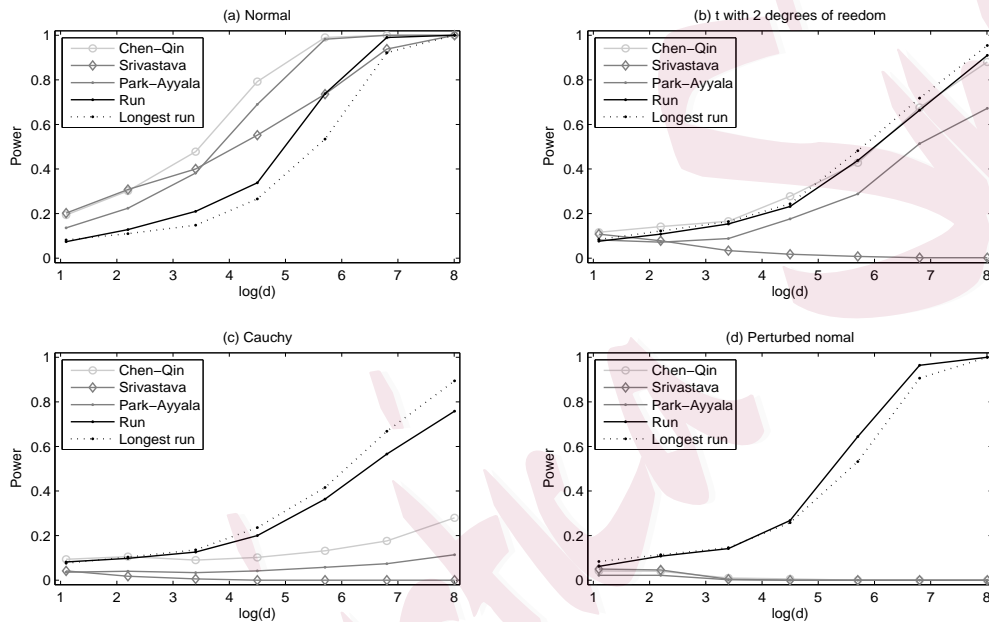 (a) Normal
Chen−Qin
Srivastava
Park−Ayyala
Run
Longest run
Power
0
0.2
0.4
0.6
0.8
1
1 2 3 4 5 6 7 8
log(d)
(b) t with 2 degrees of reedom
Chen−Qin
Srivastava
Park−Ayyala
Run
Longest run
Power
0
0.2
0.4
0.6
0.8
1
1 2 3 4 5 6 7 8
log(d)
(c) Cauchy
Chen−Qin
Srivastava
Park−Ayyala
Run
Longest run
Power
0
0.2
0.4
0.6
0.8
1
1 2 3 4 5 6 7 8
log(d)
(d) Perturbed nomal
Chen−Qin
Srivastava
Park−Ayyala
Run
Longest run
Power
0
0.2
0.4
0.6
0.8
1
1 2 3 4 5 6 7 8
log(d)